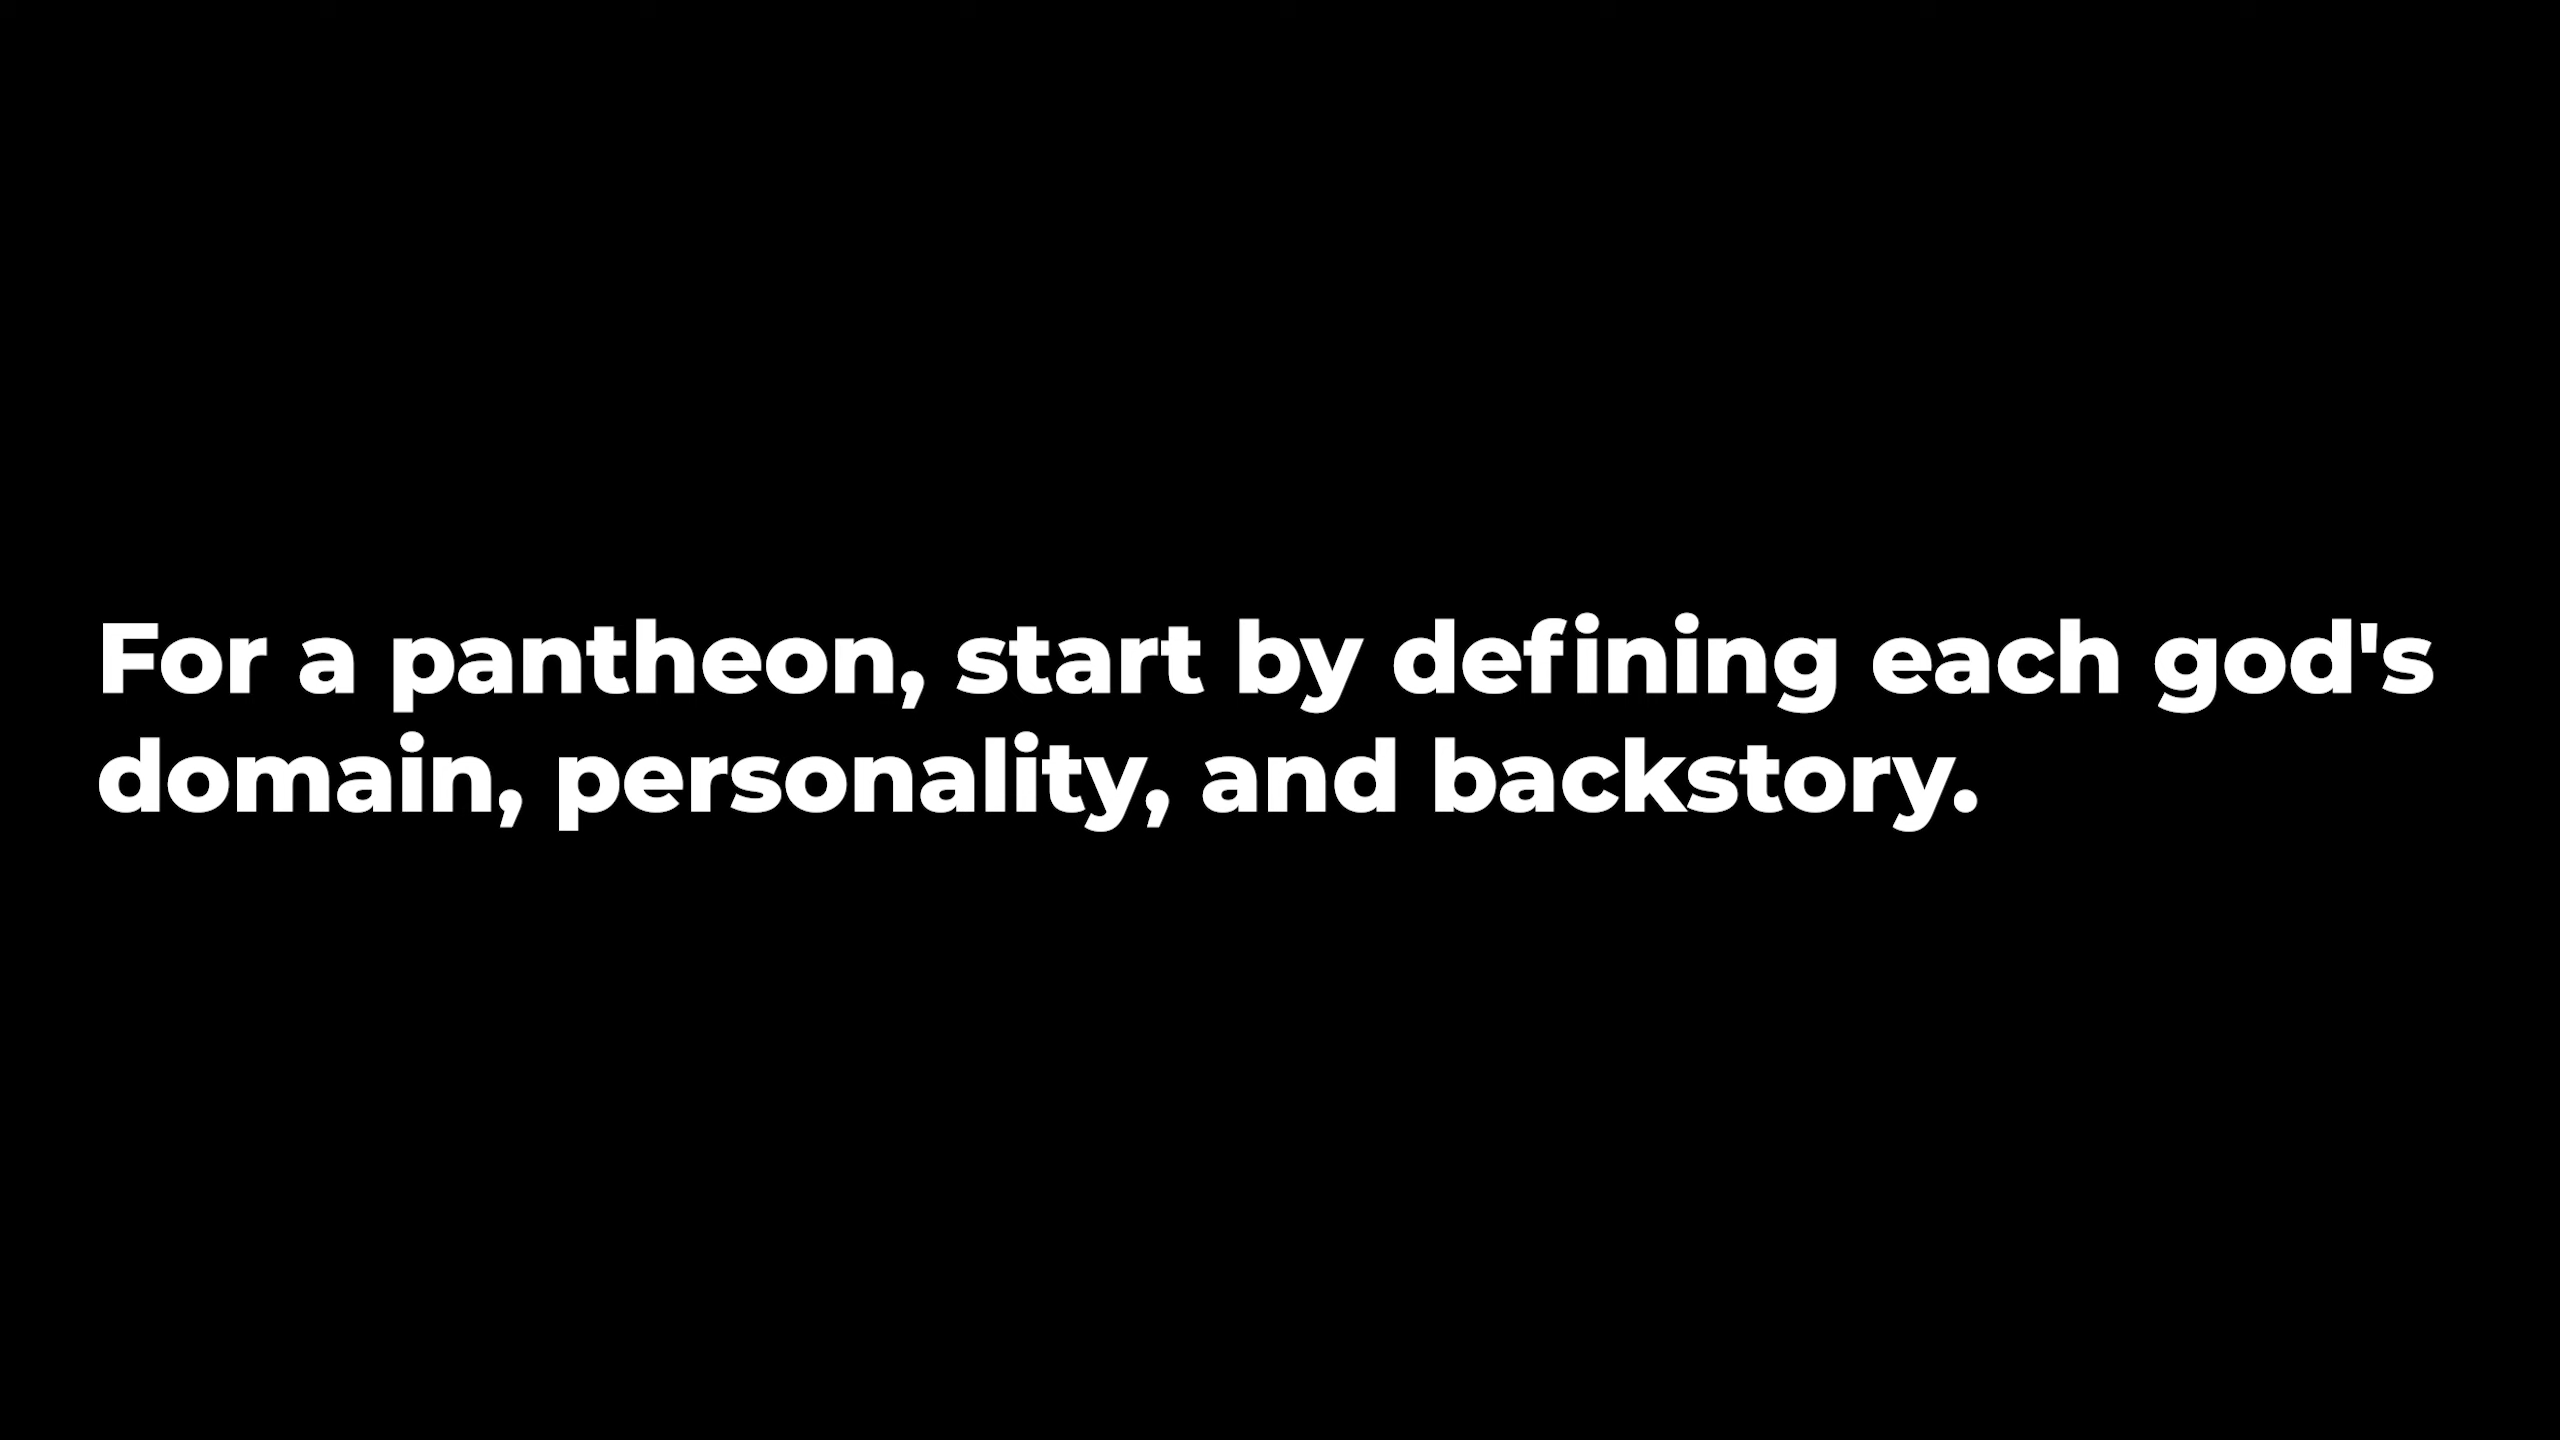 For a pantheon, start by defining each god's
domain, personality, and backstory.